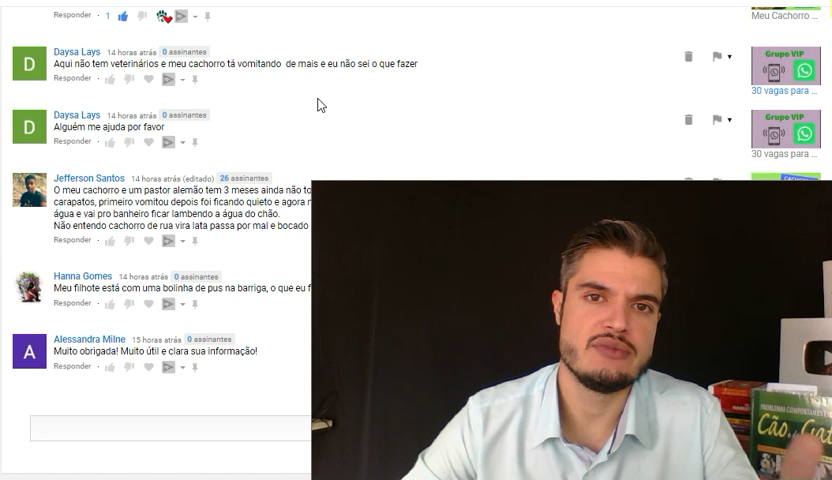 Responder · 1
Meu Cachorro ...
Daysa Lays 14 horas atrás 0 assinantes
Aqui não tem veterinários e meu cachorro tá vomitando de mais e eu não sei o que fazer
Responder ·
Grupo VIP
30 vagas para ...
Daysa Lays 14 horas atrás 0 assinantes
Alguém me ajuda por favor
Responder ·
Grupo VIP
30 vagas para ...
Jefferson Santos 14 horas atrás (editado) 26 assinantes
O meu cachorro e um pastor alemão tem 3 meses ainda não to
carapatos, primeiro vomitou depois foi ficando quieto e agora
água e vai pro banheiro ficar lambendo a água do chão.
Não entendo cachorro de rua vira lata passa por mal e bocado
Responder ·
Hanna Gomes 14 horas atrás 0 assinantes
Meu filhote está com uma bolinha de pus na barriga, o que eu f
Responder ·
Alessandra Milne 15 horas atrás 0 assinantes
Muito obrigada! Muito útil e clara sua informação!
Responder ·
D
D
A
Cão
Gat